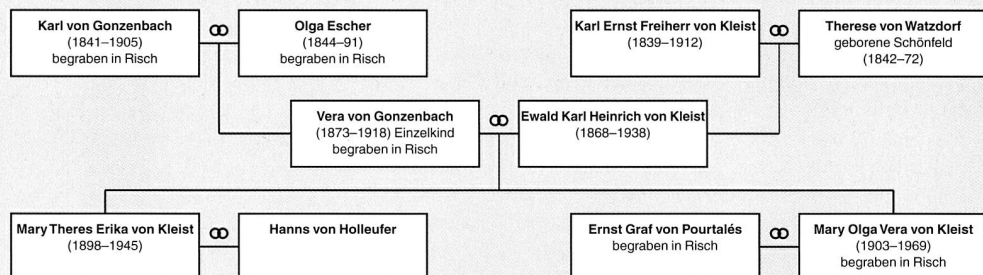 Karl von Gonzenbach
(1841–1905)
begraben in Risch
Olga Escher
(1844–91)
begraben in Risch
Karl Ernst Freiherr von Kleist
(1839–1912)
Therese von Watzdorf
geborene Schönfeld
(1842–72)
Vera von Gonzenbach
(1873–1918) Einzelkind
begraben in Risch
Ewald Karl Heinrich von Kleist
(1868–1938)
Mary Theres Erika von Kleist
(1898–1945)
Hanns von Holleufer
Ernst Graf von Pourtalés
begraben in Risch
Mary Olga Vera von Kleist
(1903–1969)
begraben in Risch